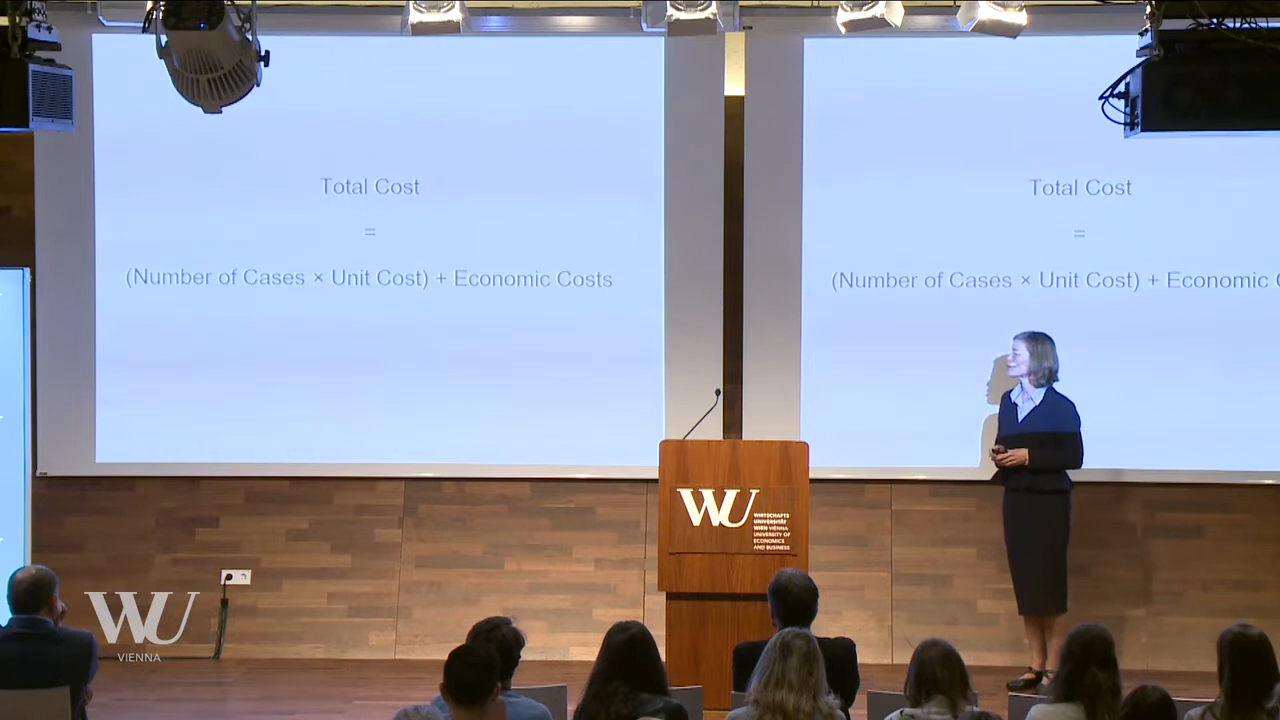 Total Cost
=
(Number of Cases × Unit Cost) + Economic Costs
Total Cost
=
(Number of Cases × Unit Cost) + Economic
WU
WIRTSCHAFTS
UNIVERSITÄT
WIEN VIENNA
UNIVERSITY OF
ECONOMICS
AND BUSINESS
WU
VIENNA